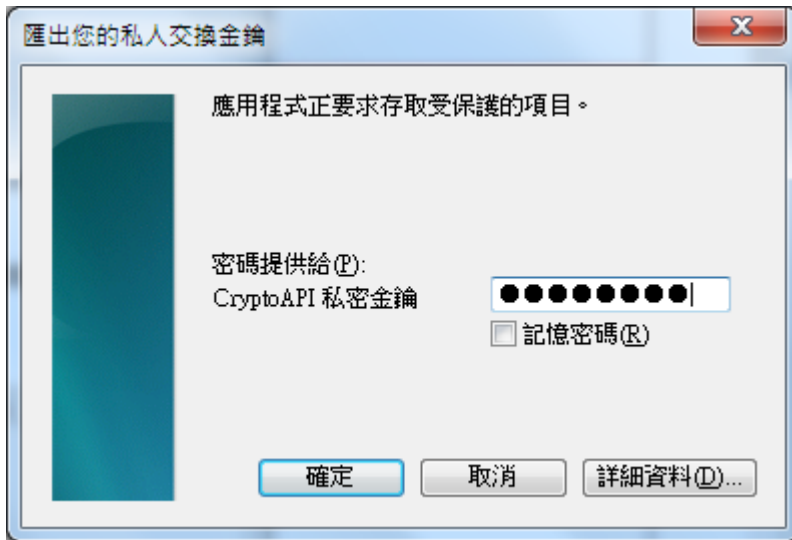 匯出您的私人交換金鑰
應用程式正要求存取受保護的項目。
密碼提供給(P):
CryptoAPI 私密金鑰
●●●●●●●●
記憶密碼(R)
確定 取消 詳細資料(D)...